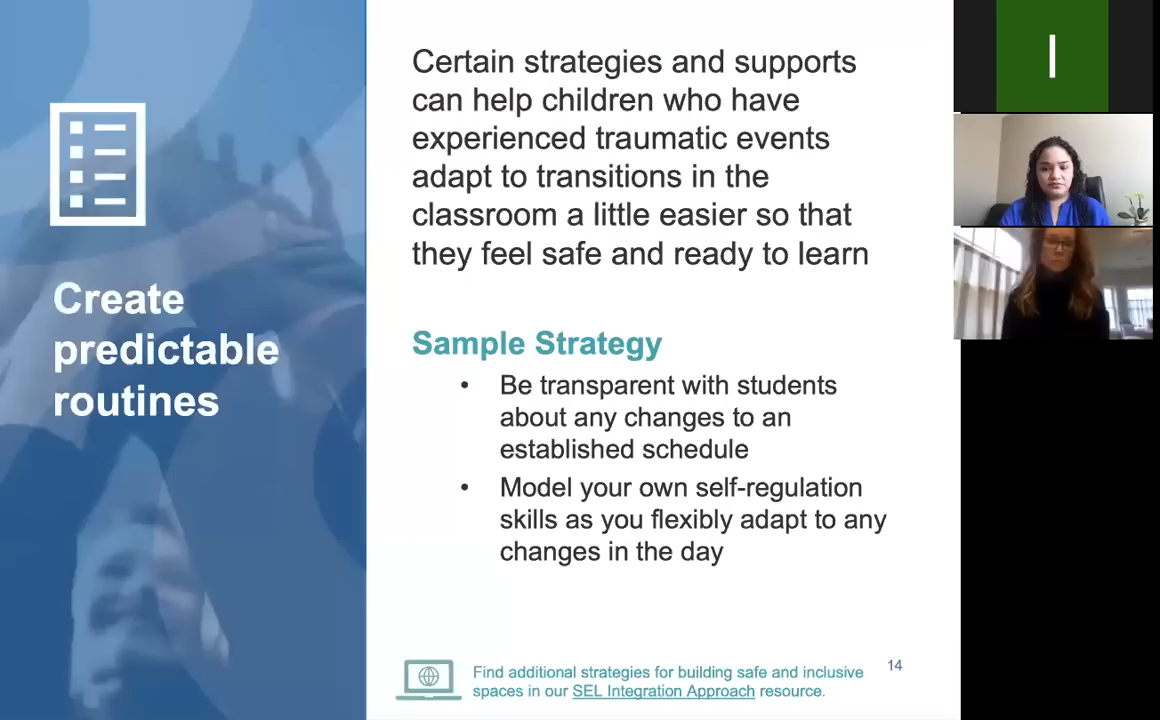 Create
predictable
routines
Certain strategies and supports
can help children who have
experienced traumatic events
adapt to transitions in the
classroom a little easier so that
they feel safe and ready to learn
Sample Strategy
• Be transparent with students
about any changes to an
established schedule
• Model your own self-regulation
skills as you flexibly adapt to any
changes in the day
Find additional strategies for building safe and inclusive
spaces in our SEL Integration Approach resource.
14
I